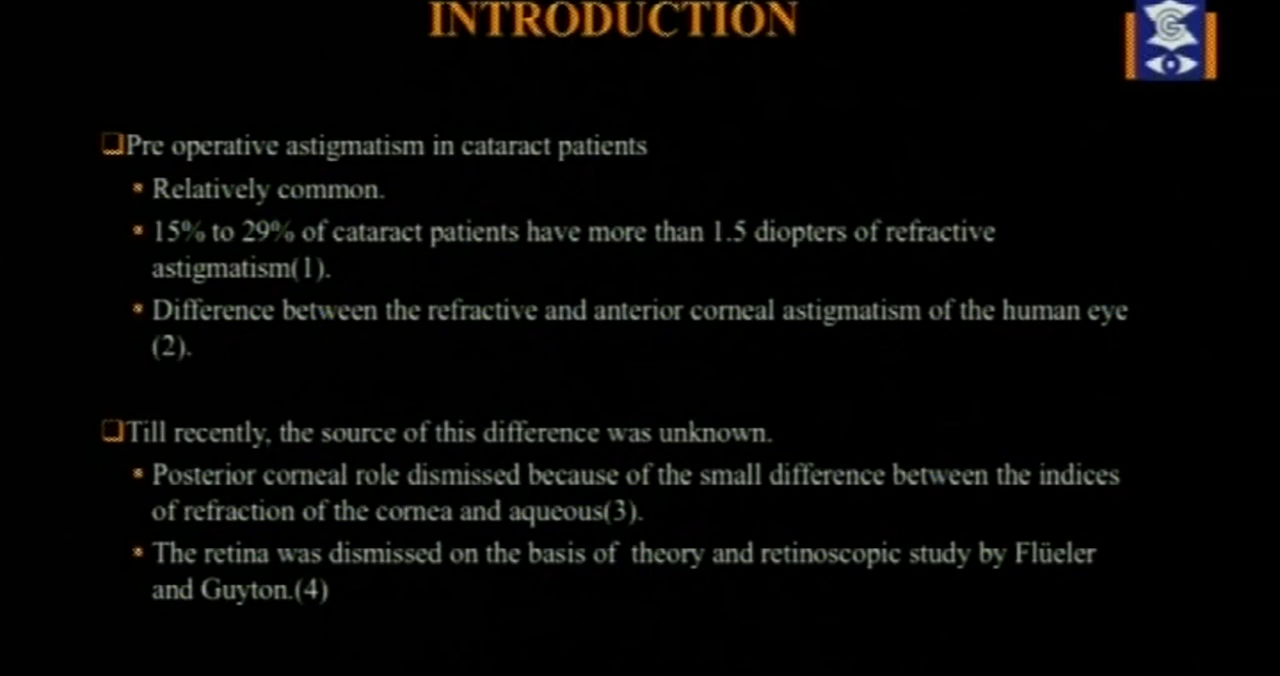 INTRODUCTION
G
Pre operative astigmatism in cataract patients
Relatively common.
15% to 29% of cataract patients have more than 1.5 diopters of refractive
astigmatism(1).
Difference between the refractive and anterior corneal astigmatism of the human eye
(2).
Till recently, the source of this difference was unknown.
Posterior corneal role dismissed because of the small difference between the indices
of refraction of the cornea and aqueous(3).
The retina was dismissed on the basis of theory and retinoscopic study by Flüeler
and Guyton.(4)